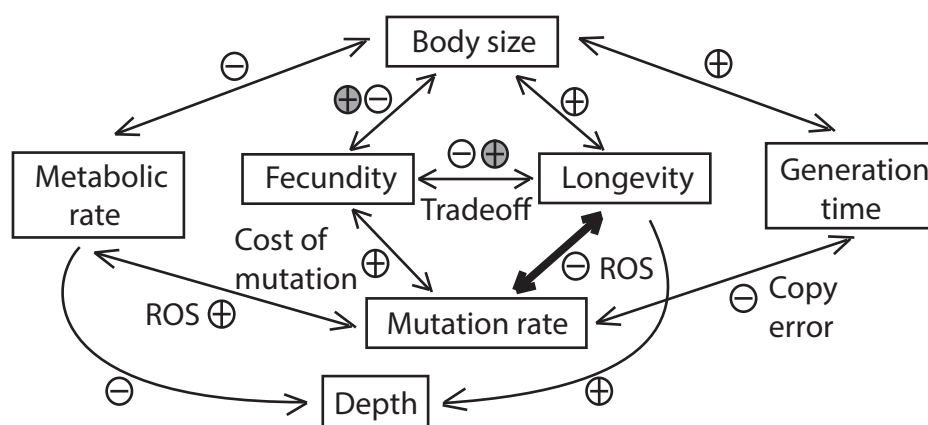 Body size
⊖
⊕
⊕ ⊖
⊕
Metabolic
rate
Fecundity
⊖ ⊕
Tradeoff
Longevity
Generation
time
Cost of
mutation ⊕
⊖ ROS
ROS ⊕
Mutation rate
⊖ Copy
error
⊖
Depth
⊕